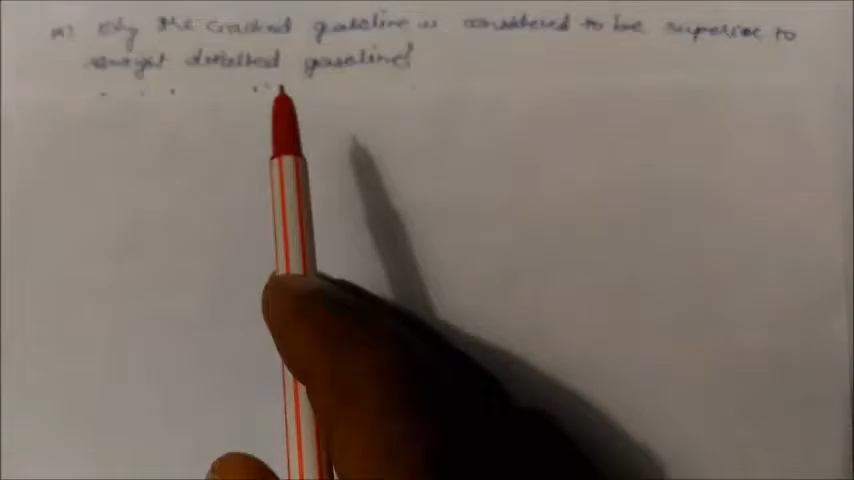 Why the cracked gasoline is considered to be superior to
straight distilled gasoline?